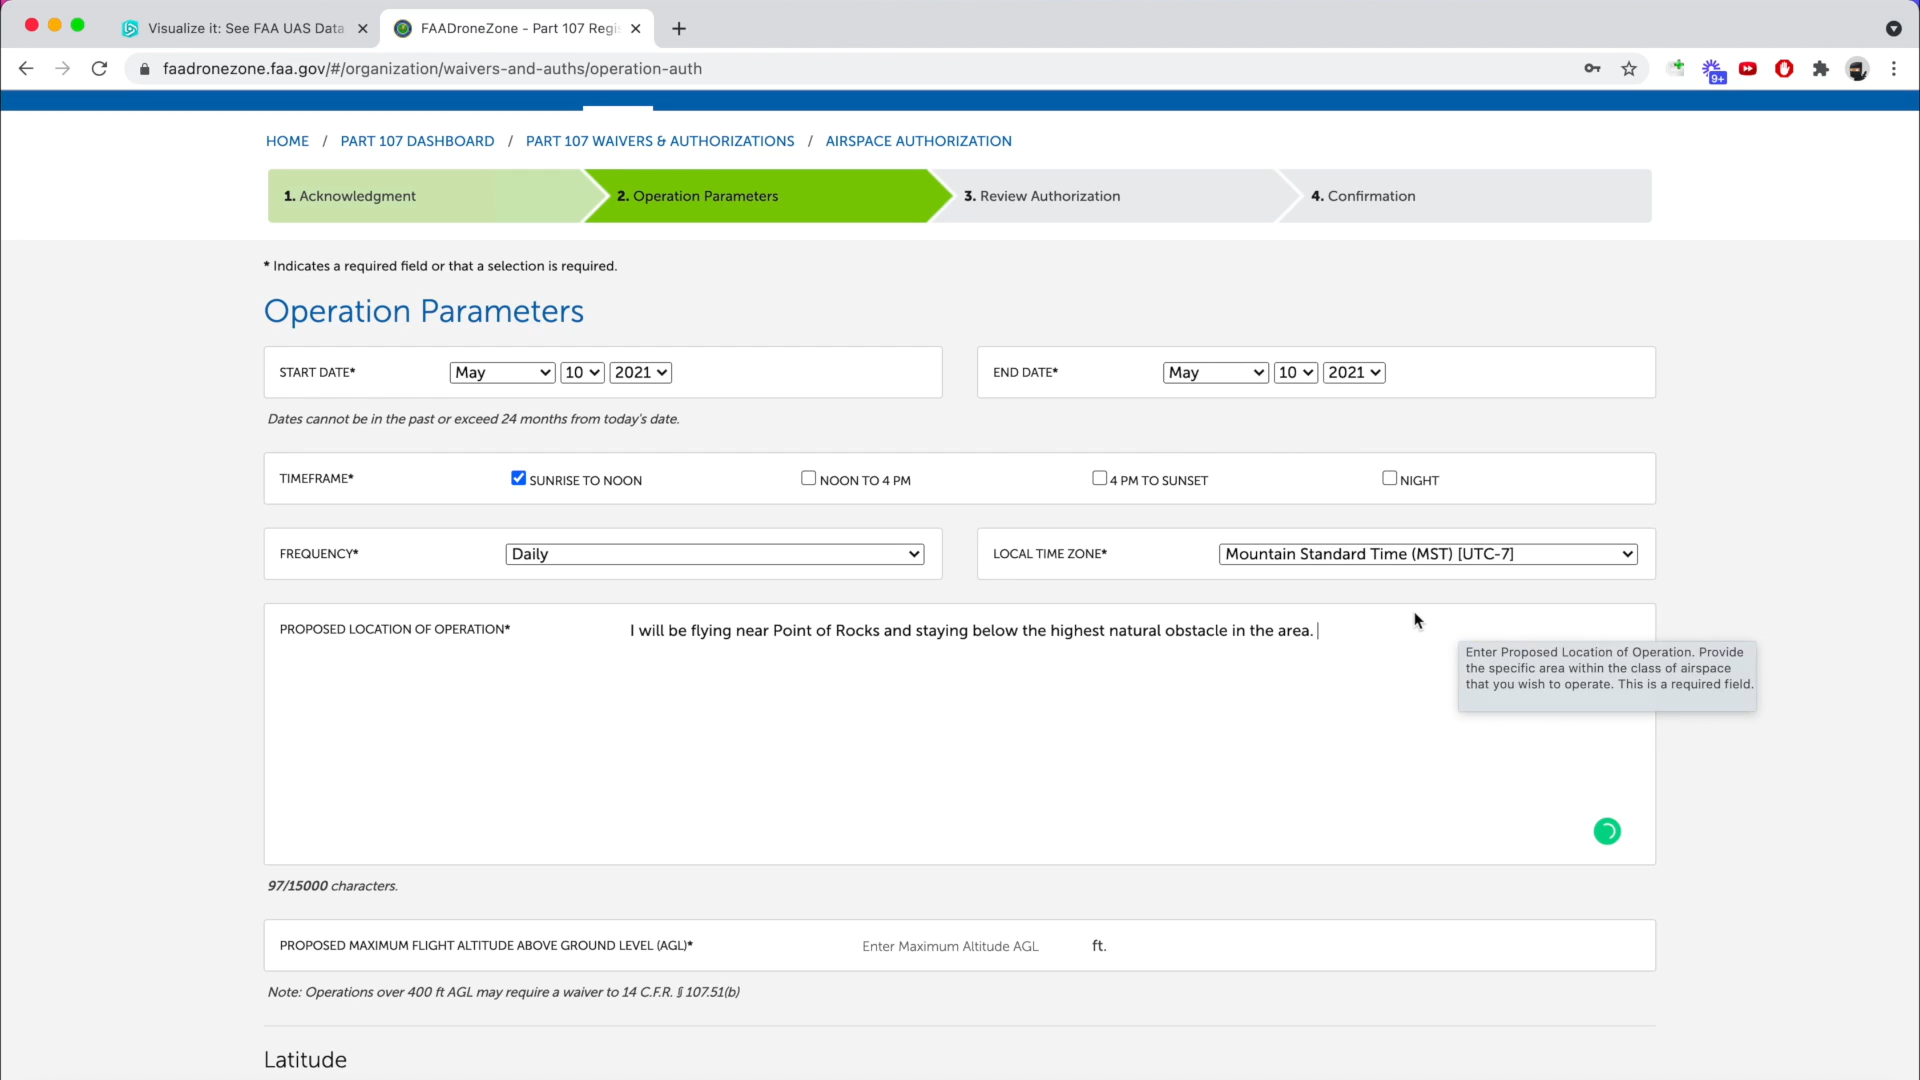 Visualize it: See FAA UAS Data
FAADroneZone - Part 107 Regi
faadronezone.faa.gov/#/organization/waivers-and-auths/operation-auth
9+
HOME / PART 107 DASHBOARD / PART 107 WAIVERS & AUTHORIZATIONS / AIRSPACE AUTHORIZATION
1. Acknowledgment
2. Operation Parameters
3. Review Authorization
4. Confirmation
* Indicates a required field or that a selection is required.
Operation Parameters
START DATE* May 10 2021
END DATE* May 10 2021
Dates cannot be in the past or exceed 24 months from today's date.
TIMEFRAME* SUNRISE TO NOON NOON TO 4 PM 4 PM TO SUNSET NIGHT
FREQUENCY* Daily
LOCAL TIME ZONE* Mountain Standard Time (MST) [UTC-7]
PROPOSED LOCATION OF OPERATION* I will be flying near Point of Rocks and staying below the highest natural obstacle in the area.
Enter Proposed Location of Operation. Provide
the specific area within the class of airspace
that you wish to operate. This is a required field.
97/15000 characters.
PROPOSED MAXIMUM FLIGHT ALTITUDE ABOVE GROUND LEVEL (AGL)* Enter Maximum Altitude AGL ft.
Note: Operations over 400 ft AGL may require a waiver to 14 C.F.R. § 107.51(b)
Latitude